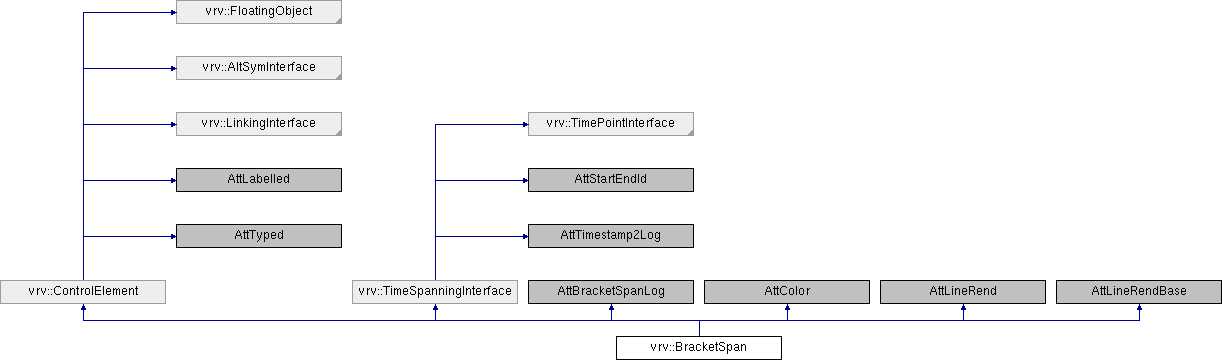 vrv::FloatingObject
vrv::AltSymInterface
vrv::LinkingInterface
vrv::TimePointInterface
AttLabelled
AttStartEndId
AttTyped
AttTimestamp2Log
vrv::ControlElement
vrv::TimeSpanningInterface
AttBracketSpanLog
AttColor
AttLineRend
AttLineRendBase
vrv::BracketSpan